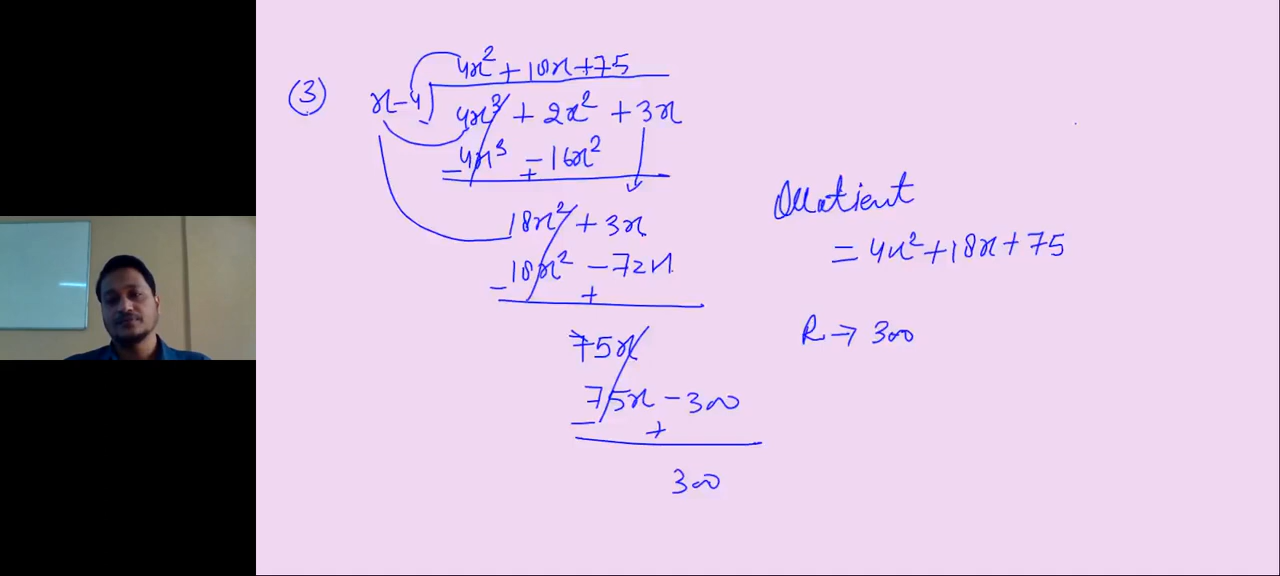 (3)
4x² + 18x + 75
x - 4) 4x³ + 2x² + 3x
- 4x³ - 16x²
+
18x² + 3x
18x² - 72x
- +
75x
75x - 300
- +
300
Quotient
= 4x² + 18x + 75
R → 300